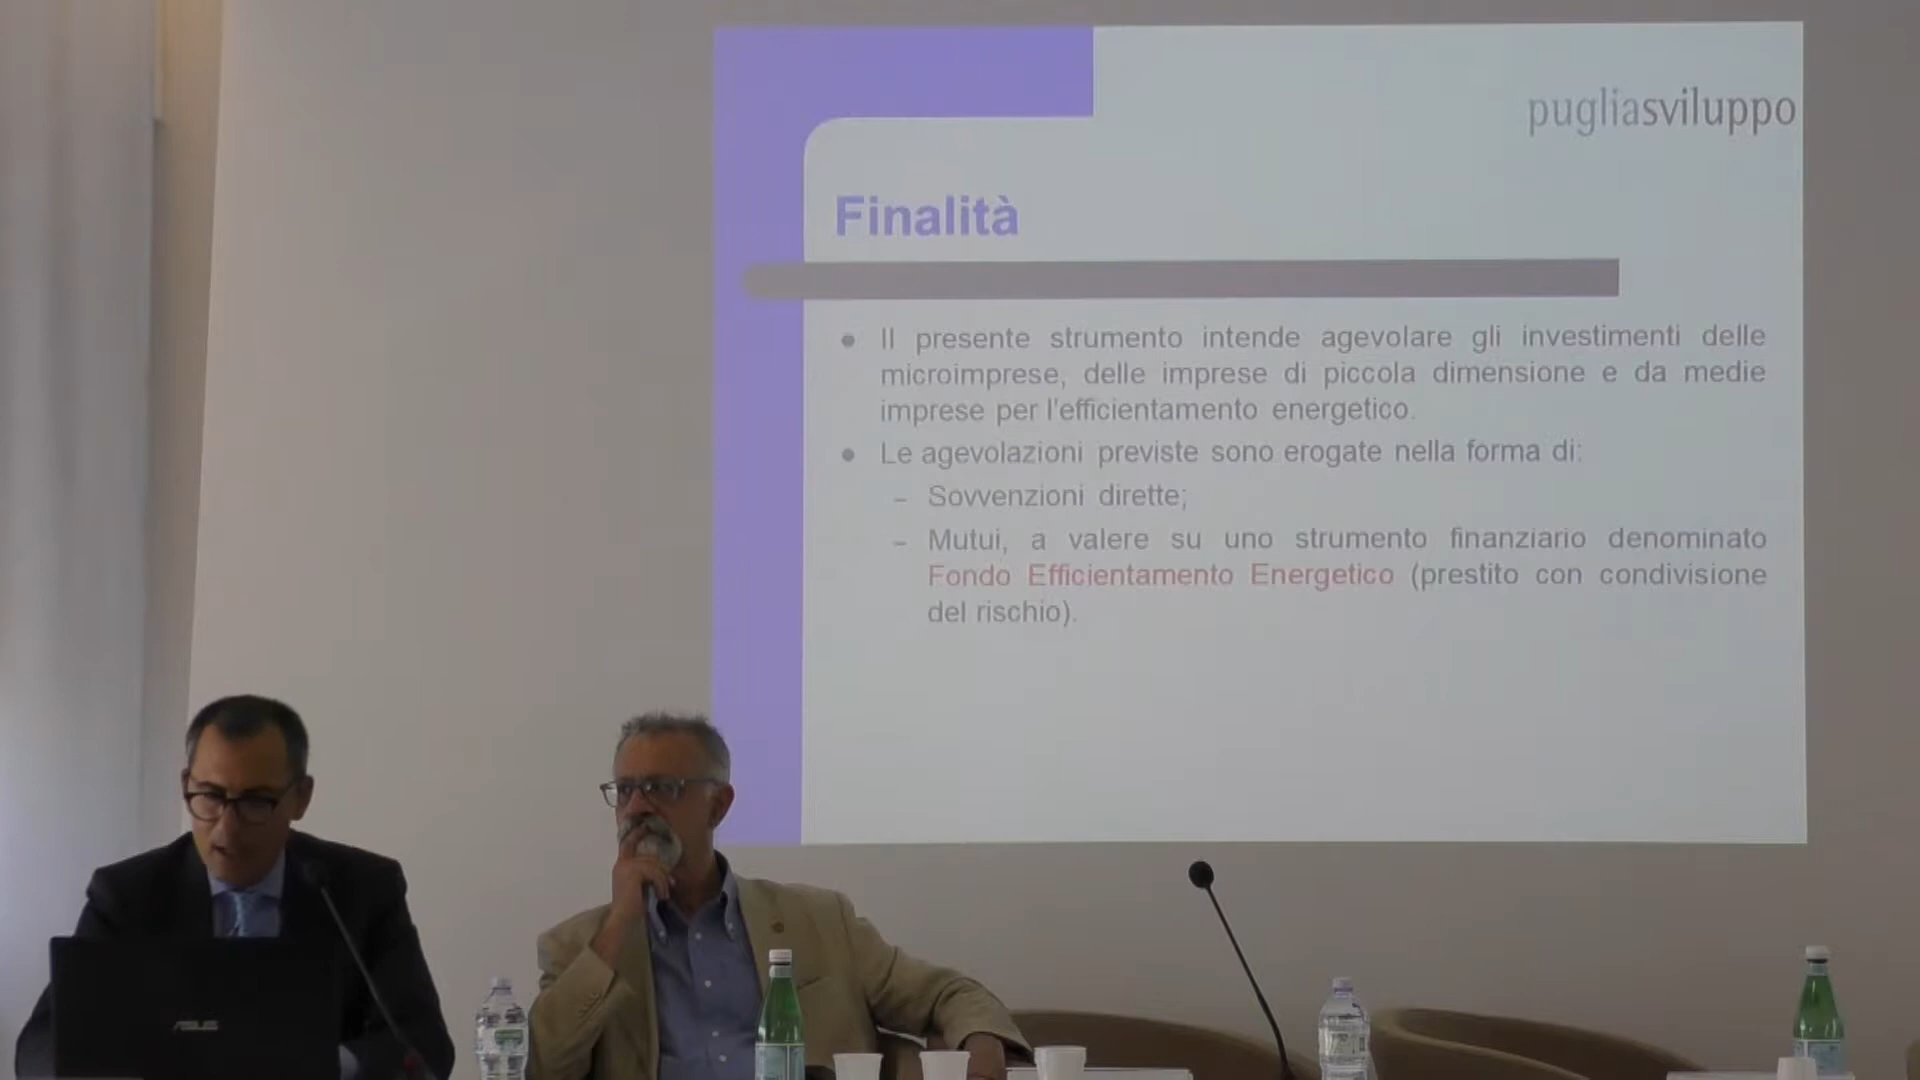 pugliasviluppo
Finalità
Il presente strumento intende agevolare gli investimenti delle
microimprese, delle imprese di piccola dimensione e da medie
imprese per l'efficientamento energetico.
Le agevolazioni previste sono erogate nella forma di:
– Sovvenzioni dirette;
– Mutui, a valere su uno strumento finanziario denominato
Fondo Efficientamento Energetico (prestito con condivisione
del rischio).
ASUS